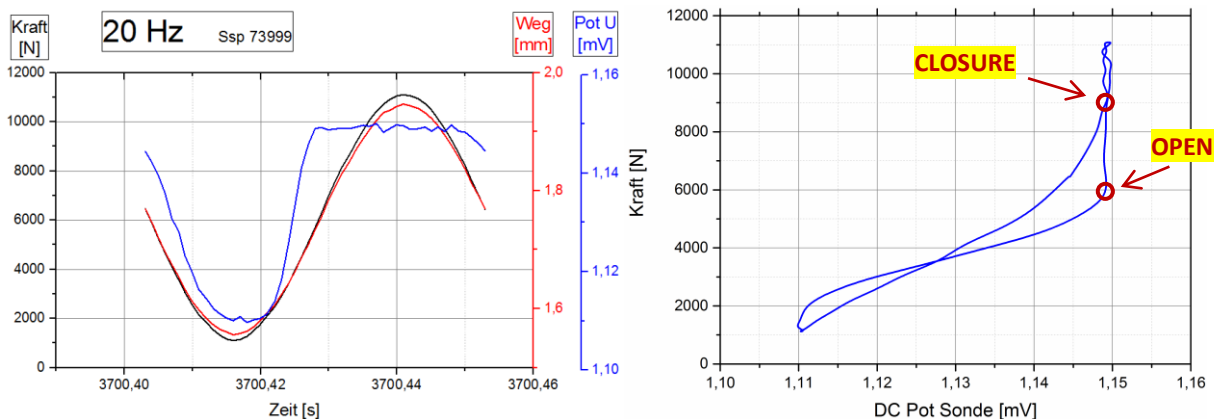 Kraft
[N]
20 Hz Ssp 73999
Weg
[mm]
Pot U
[mV]
12000
10000
8000
6000
4000
2000
0
3700,40
3700,42
3700,44
3700,46
Zeit [s]
2,0
1,8
1,6
1,16
1,14
1,12
1,10
Kraft [N]
12000
10000
8000
6000
4000
2000
0
CLOSURE
OPEN
1,10
1,11
1,12
1,13
1,14
1,15
1,16
DC Pot Sonde [mV]